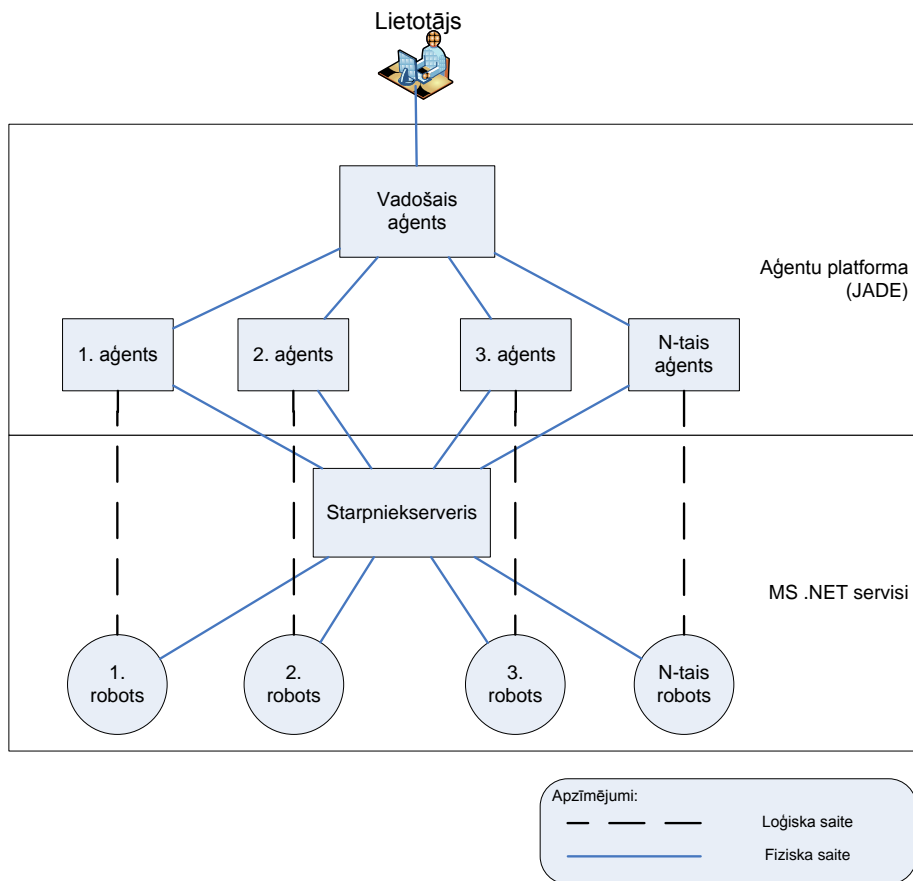 Lietotājs
Vadošais
aģents
Aģentu platforma
(JADE)
1. aģents
2. aģents
3. aģents
N-tais
aģents
Starpniekserveris
MS .NET servisi
1.
robots
2.
robots
3.
robots
N-tais
robots
Apzīmējumi:
Loģiska saite
Fiziska saite